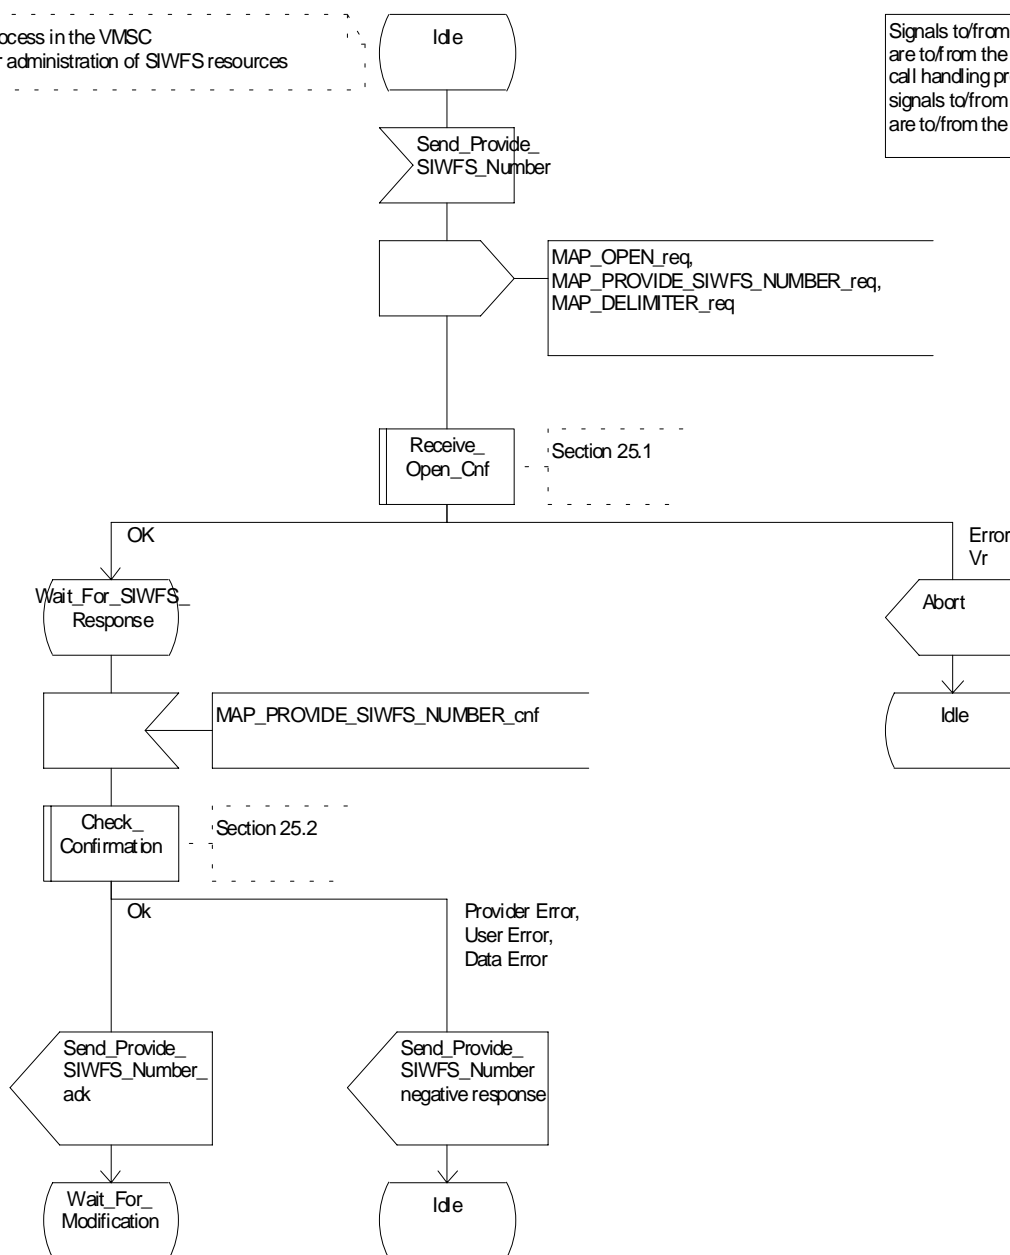 ocess in the VMSC
r administration of SIWFS resources
Idle
Signals to/from
are to/from the
call handling pr
signals to/from
are to/from the
Send_Provide_
SIWFS_Number
MAP_OPEN_req,
MAP_PROVIDE_SIWFS_NUMBER_req,
MAP_DELIMITER_req
Receive_
Open_Cnf
Section 25.1
OK
Error
Vr
Wait_For_SIWFS_
Response
Abort
MAP_PROVIDE_SIWFS_NUMBER_cnf
Idle
Check_
Confirmation
Section 25.2
Ok
Provider Error,
User Error,
Data Error
Send_Provide_
SIWFS_Number_
ack
Send_Provide_
SIWFS_Number
negative response
Wait_For_
Modification
Idle